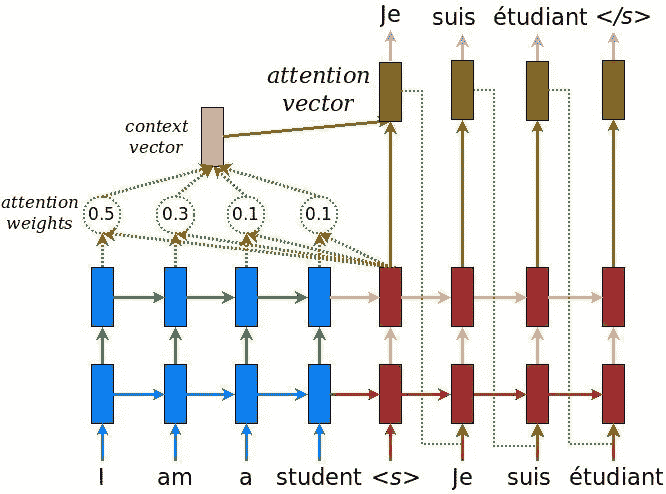 Je suis étudiant </s>
attention
vector
context
vector
attention
weights
0.5 0.3 0.1 0.1
I am a student <s> Je suis étudiant